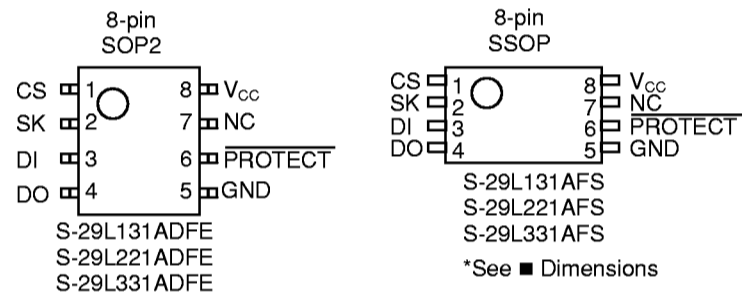 8-pin
SOP2
CS 1 8 VCC
SK 2 7 NC
DI 3 6 PROTECT
DO 4 5 GND
S-29L131ADFE
S-29L221ADFE
S-29L331ADFE
8-pin
SSOP
CS 1 8 VCC
SK 2 7 NC
DI 3 6 PROTECT
DO 4 5 GND
S-29L131AFS
S-29L221AFS
S-29L331AFS
*See ■ Dimensions